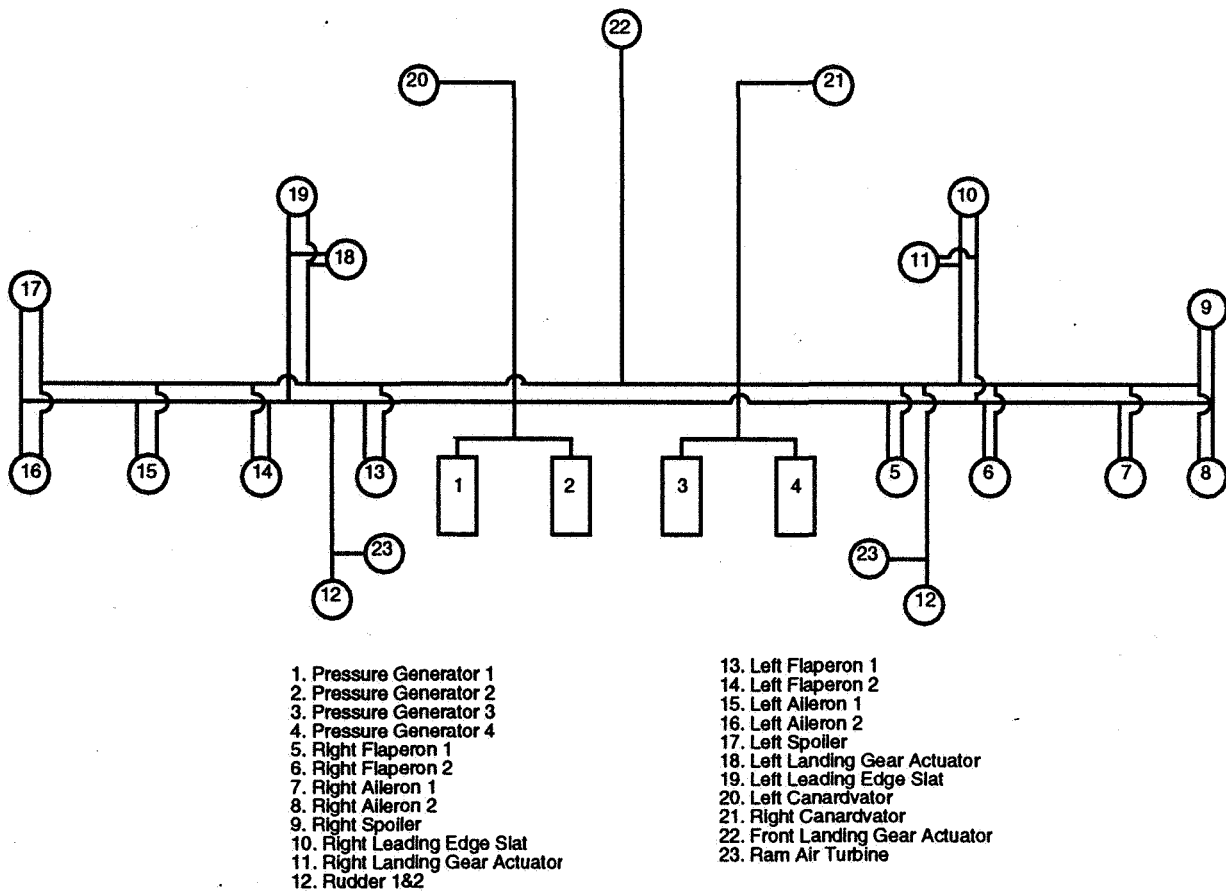 22
20
21
19
10
18
11
17
9
16
15
14
13
1
2
3
4
5
6
7
8
23
23
12
12
1. Pressure Generator 1
2. Pressure Generator 2
3. Pressure Generator 3
4. Pressure Generator 4
5. Right Flaperon 1
6. Right Flaperon 2
7. Right Aileron 1
8. Right Aileron 2
9. Right Spoiler
10. Right Leading Edge Slat
11. Right Landing Gear Actuator
12. Rudder 1&2
13. Left Flaperon 1
14. Left Flaperon 2
15. Left Aileron 1
16. Left Aileron 2
17. Left Spoiler
18. Left Landing Gear Actuator
19. Left Leading Edge Slat
20. Left Canardvator
21. Right Canardvator
22. Front Landing Gear Actuator
23. Ram Air Turbine